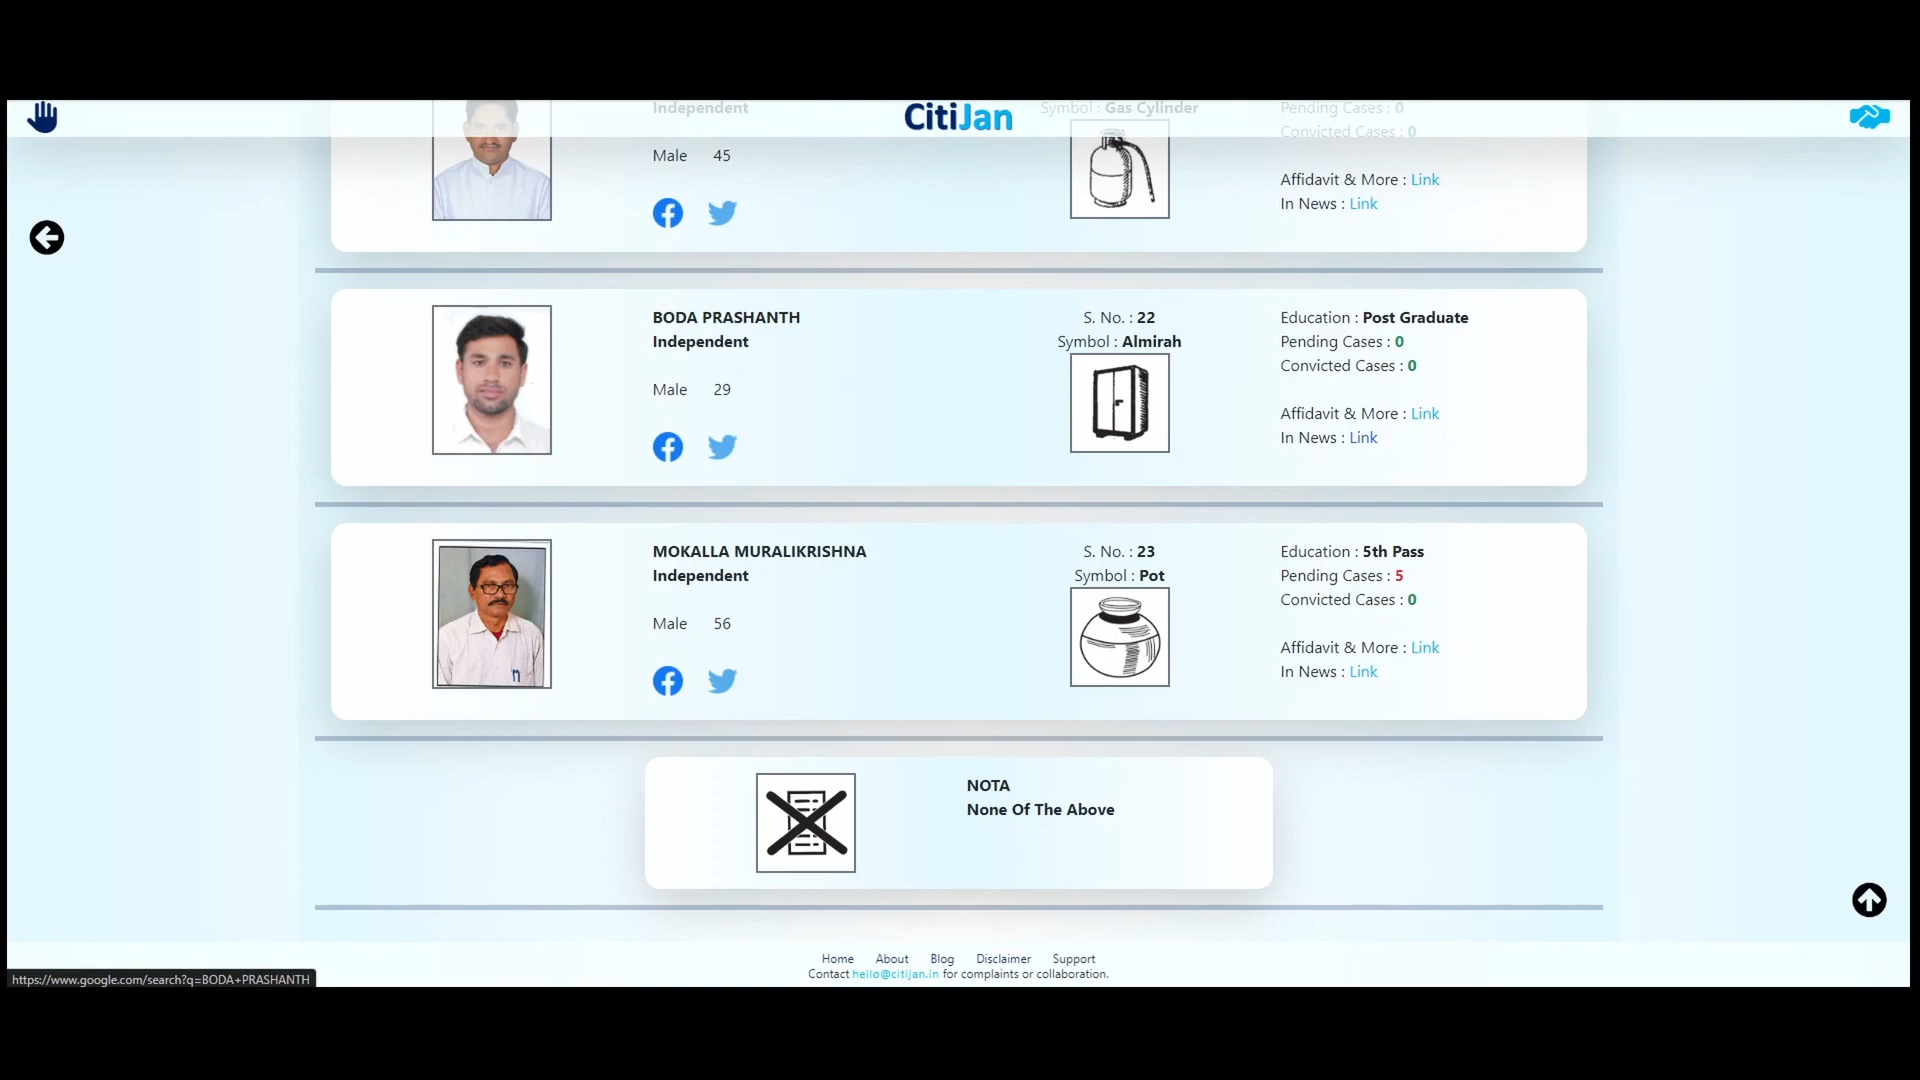 CitiJan
Independent
Symbol : Gas Cylinder
Pending Cases : 0
Convicted Cases : 0
Male 45
Affidavit & More : Link
In News : Link
BODA PRASHANTH
Independent
Male 29
S. No. : 22
Symbol : Almirah
Education : Post Graduate
Pending Cases : 0
Convicted Cases : 0
Affidavit & More : Link
In News : Link
MOKALLA MURALIKRISHNA
Independent
Male 56
S. No. : 23
Symbol : Pot
Education : 5th Pass
Pending Cases : 5
Convicted Cases : 0
Affidavit & More : Link
In News : Link
NOTA
None Of The Above
Home About Blog Disclaimer Support
Contact hello@citijan.in for complaints or collaboration.
https://www.google.com/search?q=BODA+PRASHANTH